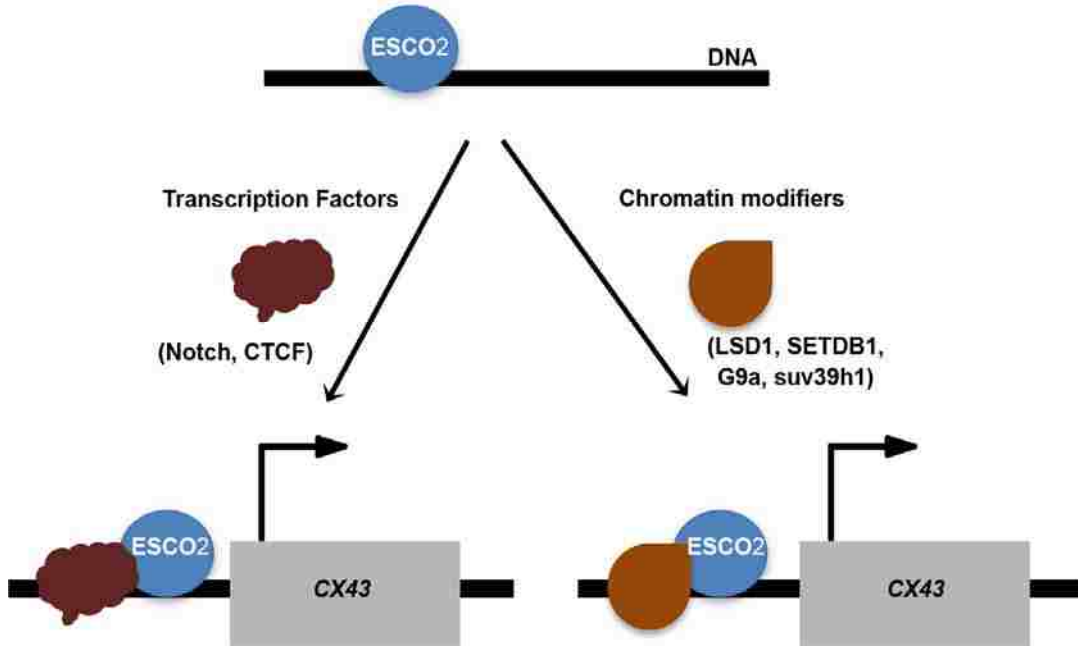 ESCO2
DNA
Transcription Factors
(Notch, CTCF)
Chromatin modifiers
(LSD1, SETDB1,
G9a, suv39h1)
ESCO2
CX43
ESCO2
CX43